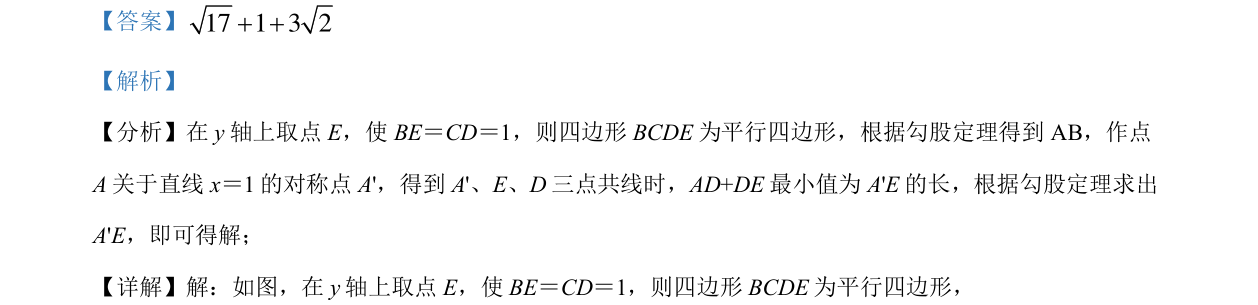 【答案】√17+1+3√2
【解析】
【分析】在 y 轴上取点 E，使 BE＝CD＝1，则四边形 BCDE 为平行四边形，根据勾股定理得到 AB，作点
A 关于直线 x＝1 的对称点 A'，得到 A'、E、D 三点共线时，AD+DE 最小值为 A'E 的长，根据勾股定理求出
A'E，即可得解；
【详解】解：如图，在 y 轴上取点 E，使 BE＝CD＝1，则四边形 BCDE 为平行四边形，